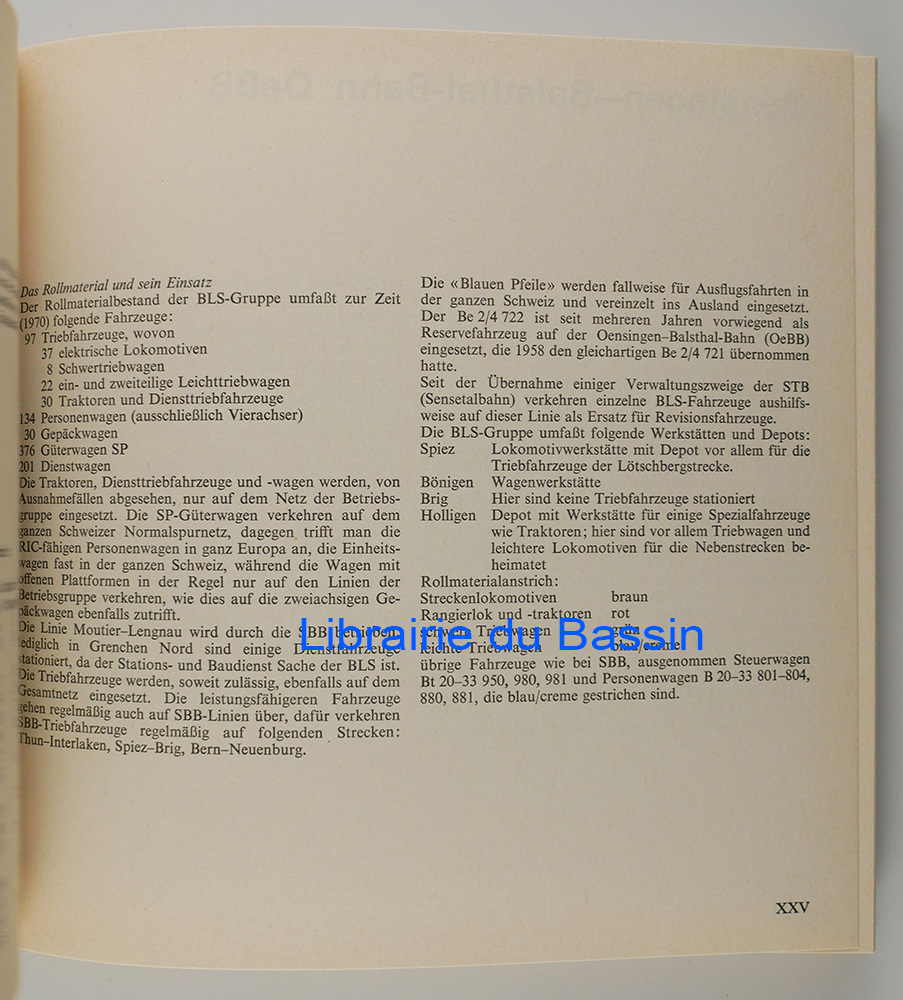 Oensingen–Balsthal-Bahn OeBB
Das Rollmaterial und sein Einsatz
Der Rollmaterialbestand der BLS-Gruppe umfaßt zur Zeit
(1970) folgende Fahrzeuge:
97 Triebfahrzeuge, wovon
37 elektrische Lokomotiven
8 Schwertriebwagen
22 ein- und zweiteilige Leichttriebwagen
30 Traktoren und Diensttriebfahrzeuge
134 Personenwagen (ausschließlich Vierachser)
30 Gepäckwagen
376 Güterwagen SP
201 Dienstwagen
Die Traktoren, Diensttriebfahrzeuge und -wagen werden, von
Ausnahmefällen abgesehen, nur auf dem Netz der Betriebs-
gruppe eingesetzt. Die SP-Güterwagen verkehren auf dem
ganzen Schweizer Normalspurnetz, dagegen trifft man die
RIC-fähigen Personenwagen in ganz Europa an, die Einheits-
wagen fast in der ganzen Schweiz, während die Wagen mit
offenen Plattformen in der Regel nur auf den Linien der
Betriebsgruppe verkehren, wie dies auf die zweiachsigen Ge-
päckwagen ebenfalls zutrifft.
Die Linie Moutier–Lengnau wird durch die SBB betrieben,
lediglich in Grenchen Nord sind einige Dienstfahrzeuge
stationiert, da der Stations- und Baudienst Sache der BLS ist.
Die Triebfahrzeuge werden, soweit zulässig, ebenfalls auf dem
Gesamtnetz eingesetzt. Die leistungsfähigeren Fahrzeuge
gehen regelmäßig auch auf SBB-Linien über, dafür verkehren
SBB-Triebfahrzeuge regelmäßig auf folgenden Strecken:
Thun–Interlaken, Spiez–Brig, Bern–Neuenburg.
Die «Blauen Pfeile» werden fallweise für Ausflugsfahrten in
der ganzen Schweiz und vereinzelt ins Ausland eingesetzt.
Der Be 2/4 722 ist seit mehreren Jahren vorwiegend als
Reservefahrzeug auf der Oensingen–Balsthal-Bahn (OeBB)
eingesetzt, die 1958 den gleichartigen Be 2/4 721 übernommen
hatte.
Seit der Übernahme einiger Verwaltungszweige der STB
(Sensetalbahn) verkehren einzelne BLS-Fahrzeuge aushilfs-
weise auf dieser Linie als Ersatz für Revisionsfahrzeuge.
Die BLS-Gruppe umfaßt folgende Werkstätten und Depots:
Spiez Lokomotivwerkstätte mit Depot vor allem für die
Triebfahrzeuge der Lötschbergstrecke.
Bönigen Wagenwerkstätte
Brig Hier sind keine Triebfahrzeuge stationiert
Holligen Depot mit Werkstätte für einige Spezialfahrzeuge
wie Traktoren; hier sind vor allem Triebwagen und
leichtere Lokomotiven für die Nebenstrecken be-
heimatet
Rollmaterialanstrich:
Streckenlokomotiven braun
Rangierlok und -traktoren rot
schwere Triebwagen grün
leichte Triebwagen blau/creme
übrige Fahrzeuge wie bei SBB, ausgenommen Steuerwagen
Bt 20–33 950, 980, 981 und Personenwagen B 20–33 801–804,
880, 881, die blau/creme gestrichen sind.
Librairie du Bassin
XXV